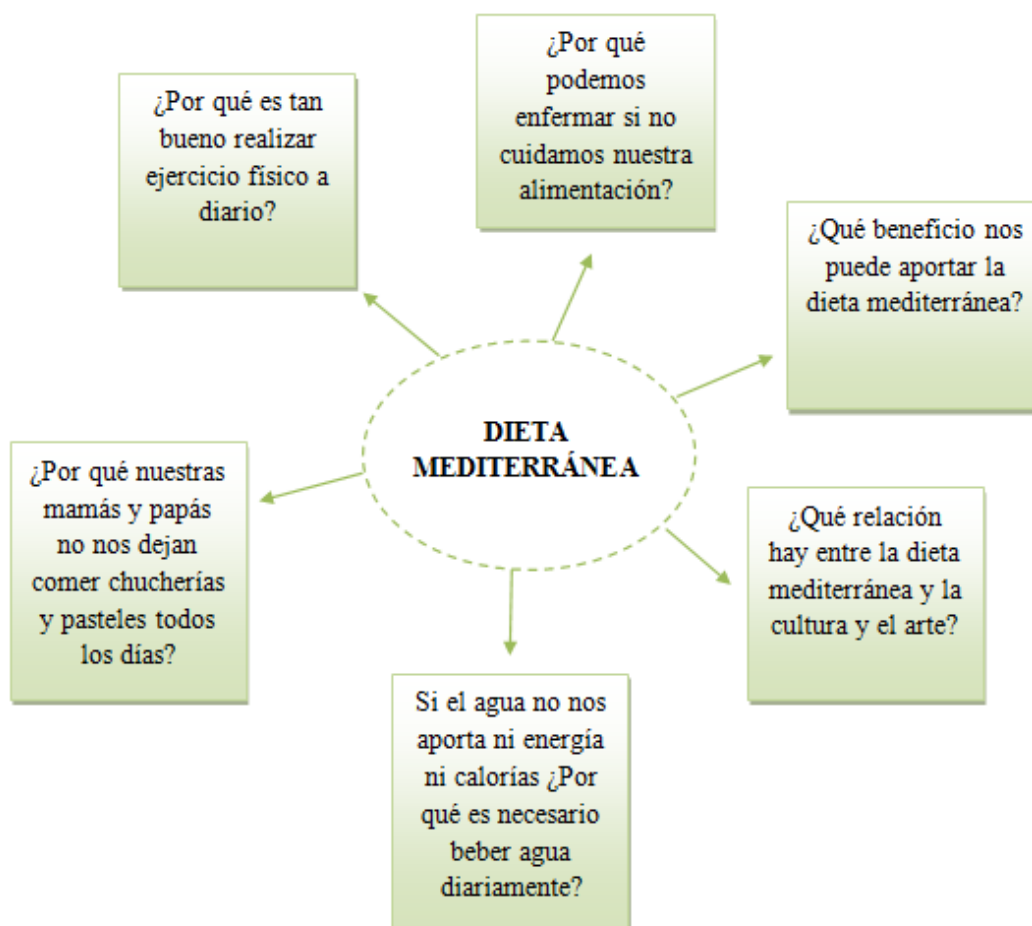 ¿Por qué
podemos
enfermar si no
cuidamos nuestra
alimentación?
¿Por qué es tan
bueno realizar
ejercicio físico a
diario?
¿Qué beneficio nos
puede aportar la
dieta mediterránea?
DIETA
MEDITERRÁNEA
¿Por qué nuestras
mamás y papás
no nos dejan
comer chucherías
y pasteles todos
los días?
¿Qué relación
hay entre la dieta
mediterránea y la
cultura y el arte?
Si el agua no nos
aporta ni energía
ni calorías ¿Por
qué es necesario
beber agua
diariamente?